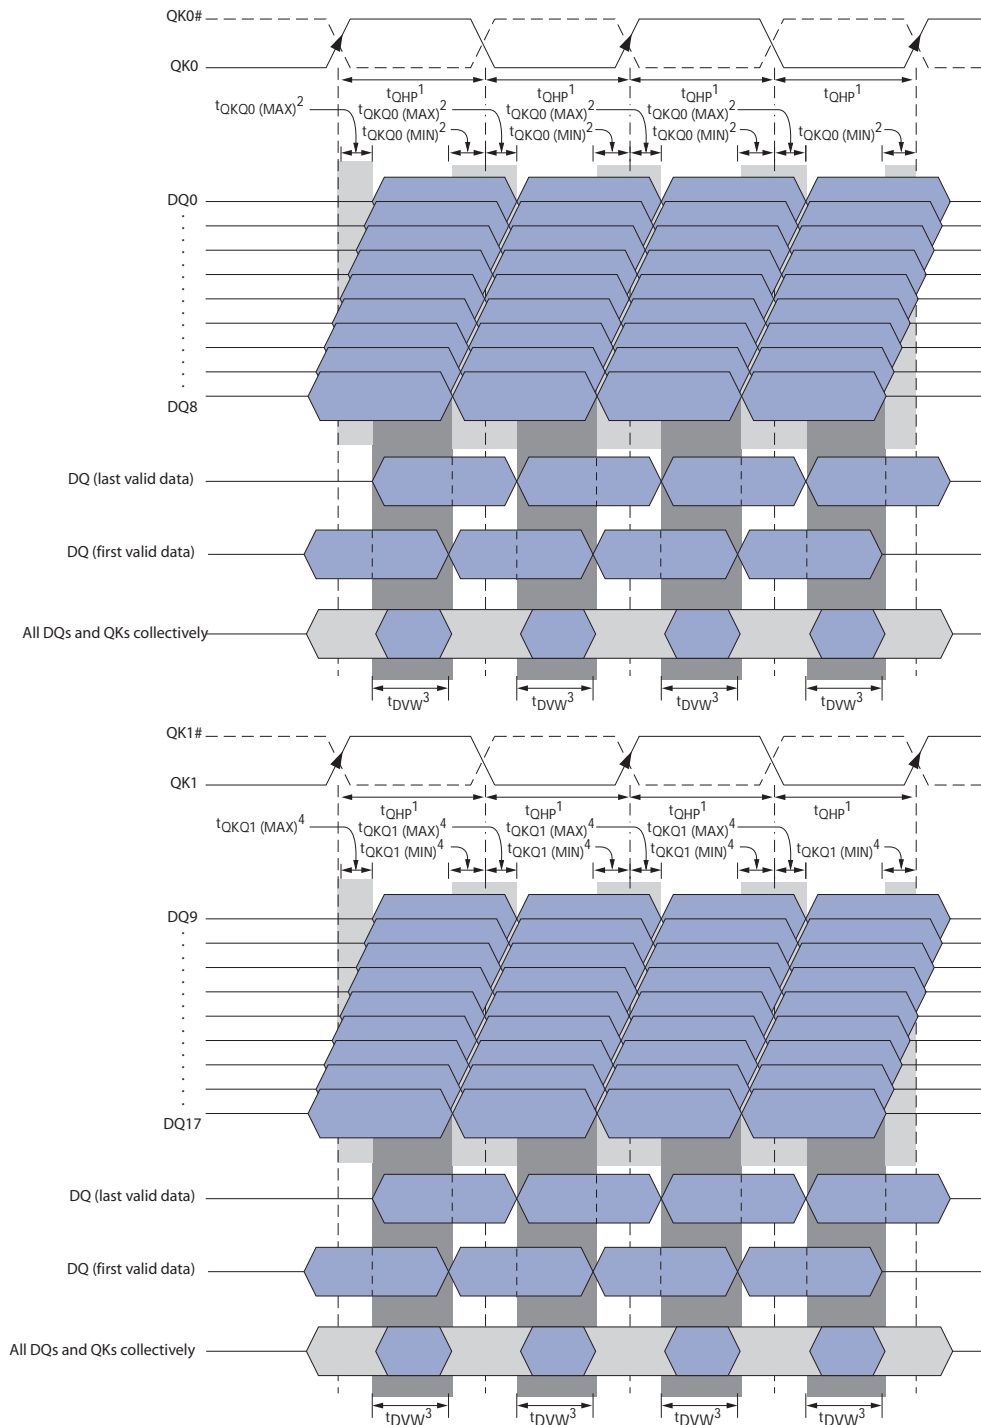 QK0#
QK0
tQHP1 tQHP1 tQHP1 tQHP1
tQKQ0 (MAX)2 tQKQ0 (MAX)2 tQKQ0 (MAX)2 tQKQ0 (MAX)2
tQKQ0 (MIN)2 tQKQ0 (MIN)2 tQKQ0 (MIN)2 tQKQ0 (MIN)2
DQ0
DQ8
DQ (last valid data)
DQ (first valid data)
All DQs and QKs collectively
tDVW3 tDVW3 tDVW3 tDVW3
QK1#
QK1
tQHP1 tQHP1 tQHP1 tQHP1
tQKQ1 (MAX)4 tQKQ1 (MAX)4 tQKQ1 (MAX)4 tQKQ1 (MAX)4
tQKQ1 (MIN)4 tQKQ1 (MIN)4 tQKQ1 (MIN)4 tQKQ1 (MIN)4
DQ9
DQ17
DQ (last valid data)
DQ (first valid data)
All DQs and QKs collectively
tDVW3 tDVW3 tDVW3 tDVW3